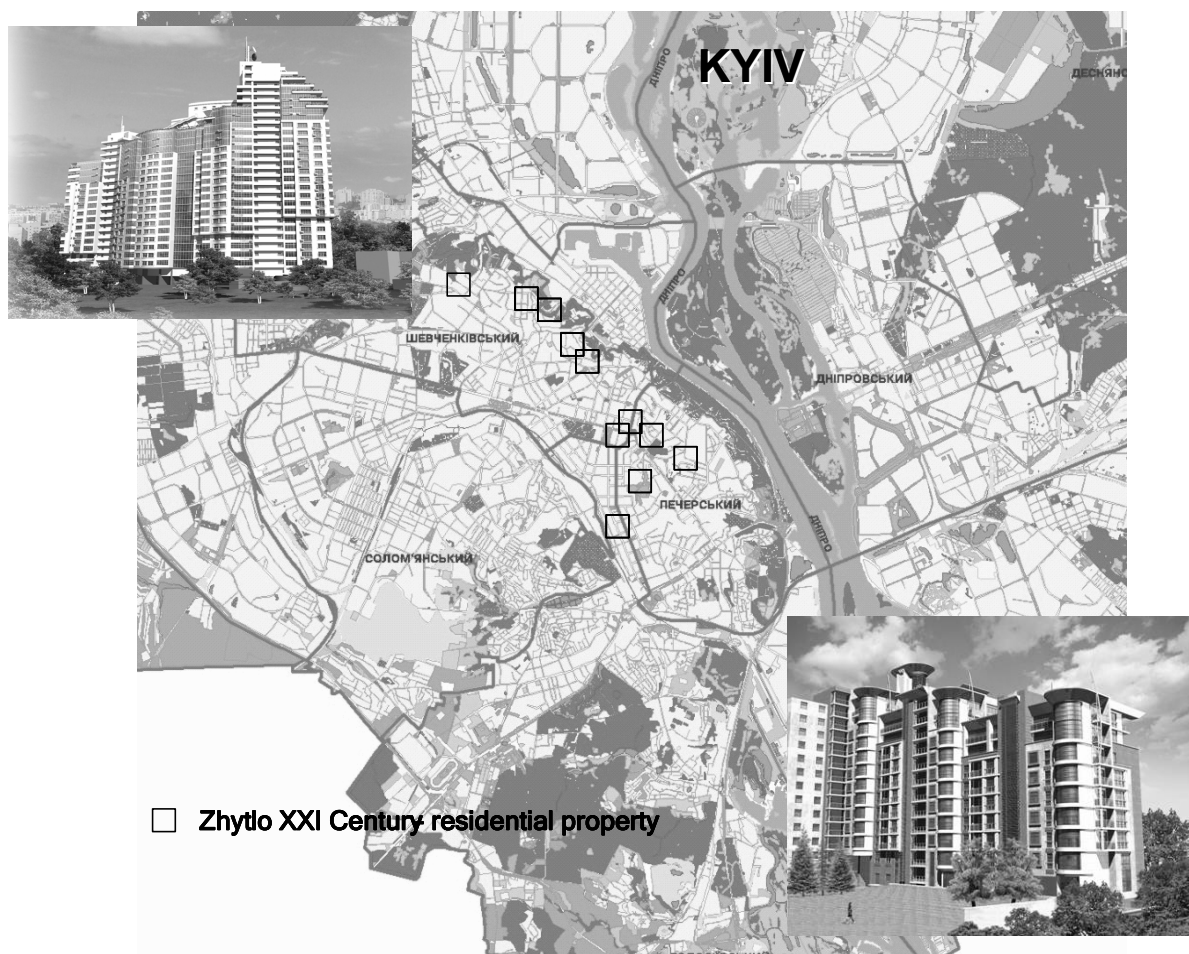 KYIV
ДНІПРО
ДЕСНЯНС
ДНІПРО
ШЕВЧЕНКІВСЬКИЙ
ДНІПРОВСЬКИЙ
ПЕЧЕРСЬКИЙ
ДНІПРО
СОЛОМ'ЯНСЬКИЙ
Zhytlo XXI Century residential property